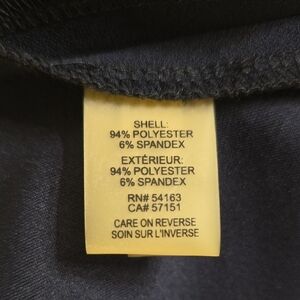 SHELL:
94% POLYESTER
6% SPANDEX
EXTÉRIEUR:
94% POLYESTER
6% SPANDEX
RN# 54163
CA# 57151
CARE ON REVERSE
SOIN SUR L'INVERSE